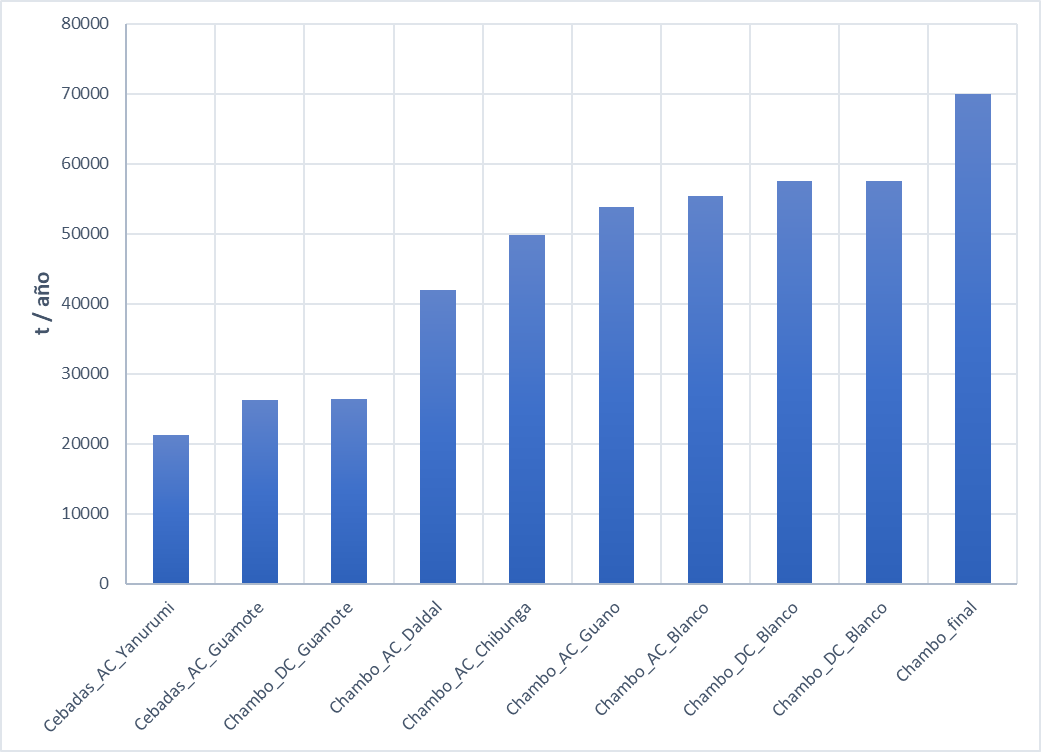 80000
70000
60000
50000
40000
30000
20000
10000
0
t / año
Cebadas_AC_Yanurumi
Cebadas_AC_Guamote
Chambo_DC_Guamote
Chambo_AC_Daldal
Chambo_AC_Chibunga
Chambo_AC_Guano
Chambo_AC_Blanco
Chambo_DC_Blanco
Chambo_DC_Blanco
Chambo_final